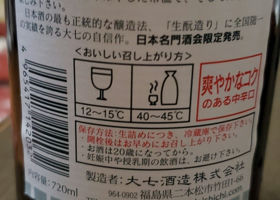 日本酒の最も正統的な醸造法、「生酛造り」に全国随一
の実績を誇る大七の自信作。日本名門酒会限定発売。
<おいしい召し上がり方>
12〜15℃
40〜45℃
爽やかなコク
のある中辛口
保存方法:生詰めにつき、冷蔵庫で保存して下さい。
・開栓後はお早めにお召し上がり下さい。
・お酒は20歳になってから。
・妊娠中や授乳期の飲酒は、お避け下さい。
内容量:720ml
製造者:大七酒造株式会社
964-0902
福島県二本松市竹田1-66